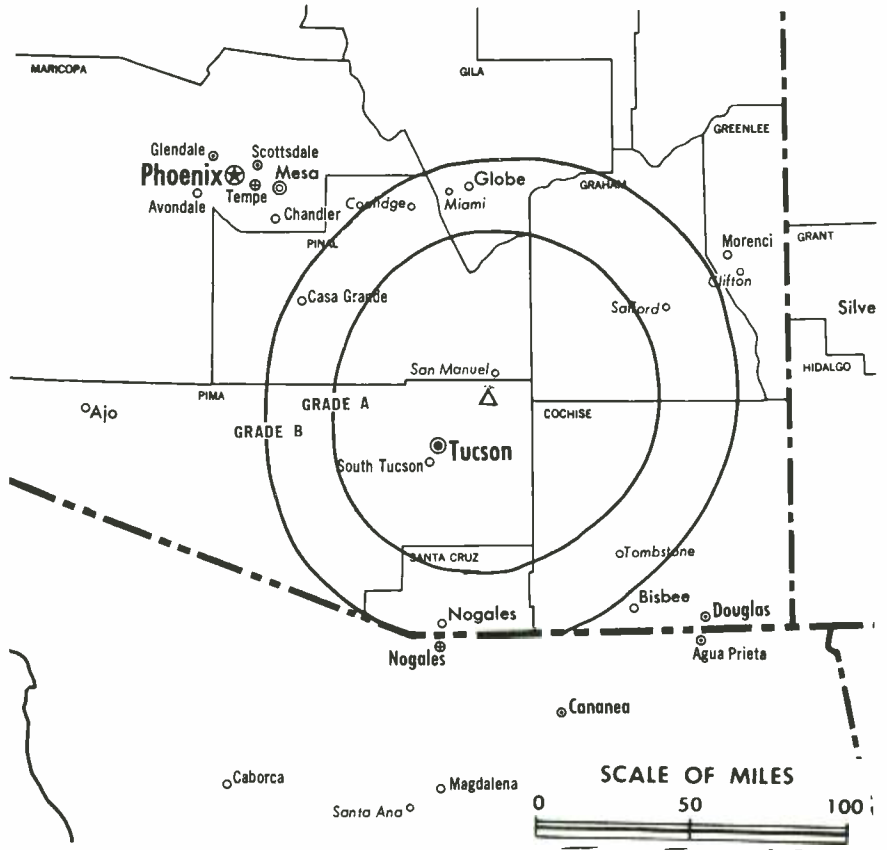 MARICOPA
GILA
GREENLEE
Glendale
Scottsdale
Phoenix
Mesa
Tempe
Avondale
Chandler
Coolidge
Globe
Miami
GRAHAM
PINAL
Morenci
GRANT
Clifton
Casa Grande
Safford
Silve
San Manuel
HIDALGO
PIMA
GRADE A
Ajo
COCHISE
GRADE B
Tucson
South Tucson
SANTA CRUZ
Tombstone
Bisbee
Nogales
Douglas
Nogales
Agua Prieta
Cananea
SCALE OF MILES
Caborca
Magdalena
Santa Ana
0 50 100